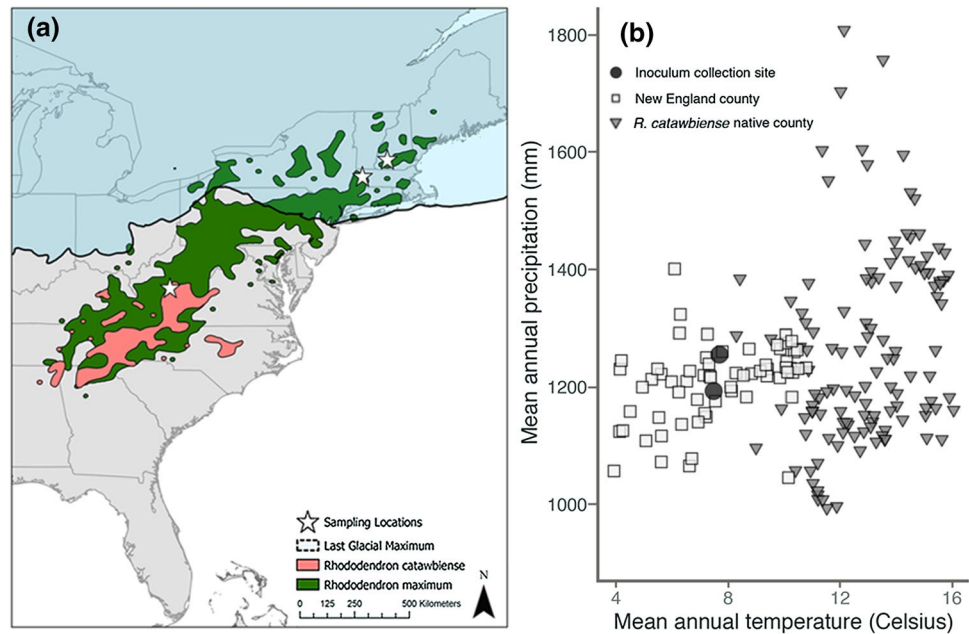 (a)
Sampling Locations
Last Glacial Maximum
Rhododendron catawbiense
Rhododendron maximum
0 125 250 500 Kilometers
N
(b)
Inoculum collection site
New England county
R. catawbiense native county
1800
1600
1400
1200
1000
Mean annual precipitation (mm)
4 8 12 16
Mean annual temperature (Celsius)